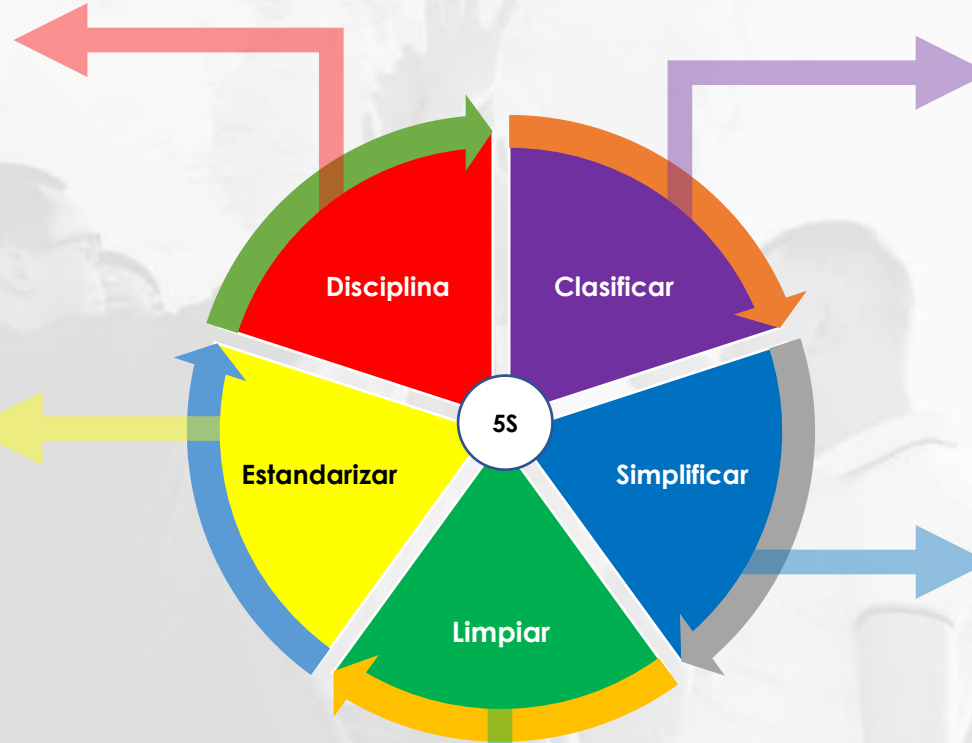 Disciplina
Clasificar
5S
Estandarizar
Simplificar
Limpiar